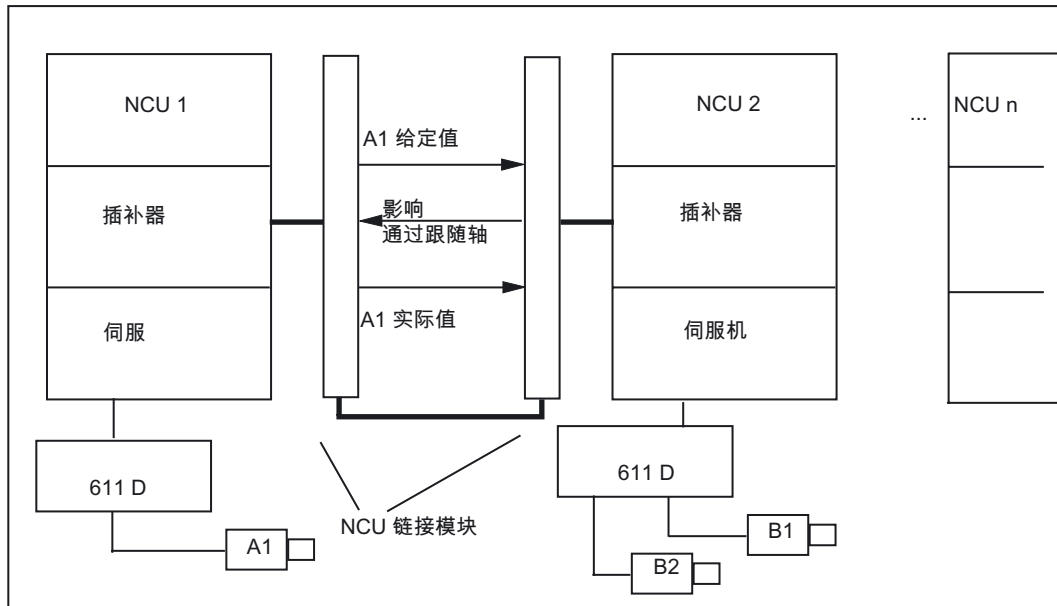 NCU 1
NCU 2
...
NCU n
A1 给定值
插补器
影响
通过跟随轴
插补器
A1 实际值
伺服
伺服机
611 D
611 D
NCU 链接模块
A1
B1
B2